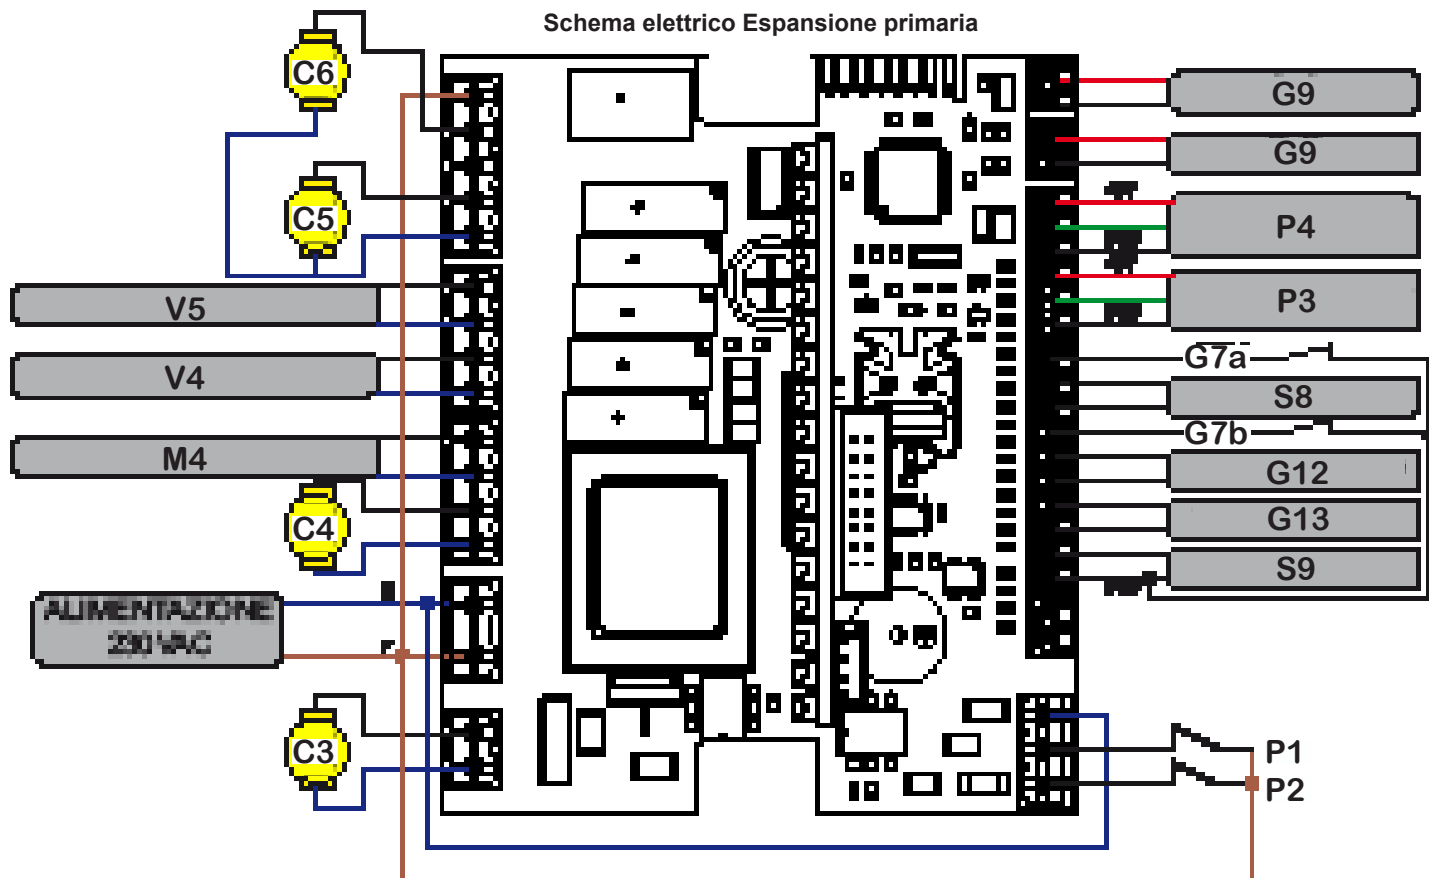 Schema elettrico Espansione primaria
C6
G9
G9
C5
P4
V5
P3
G7a
V4
S8
G7b
M4
G12
C4
G13
S9
ALIMENTAZIONE
230 VAC
F
C3
P1
P2